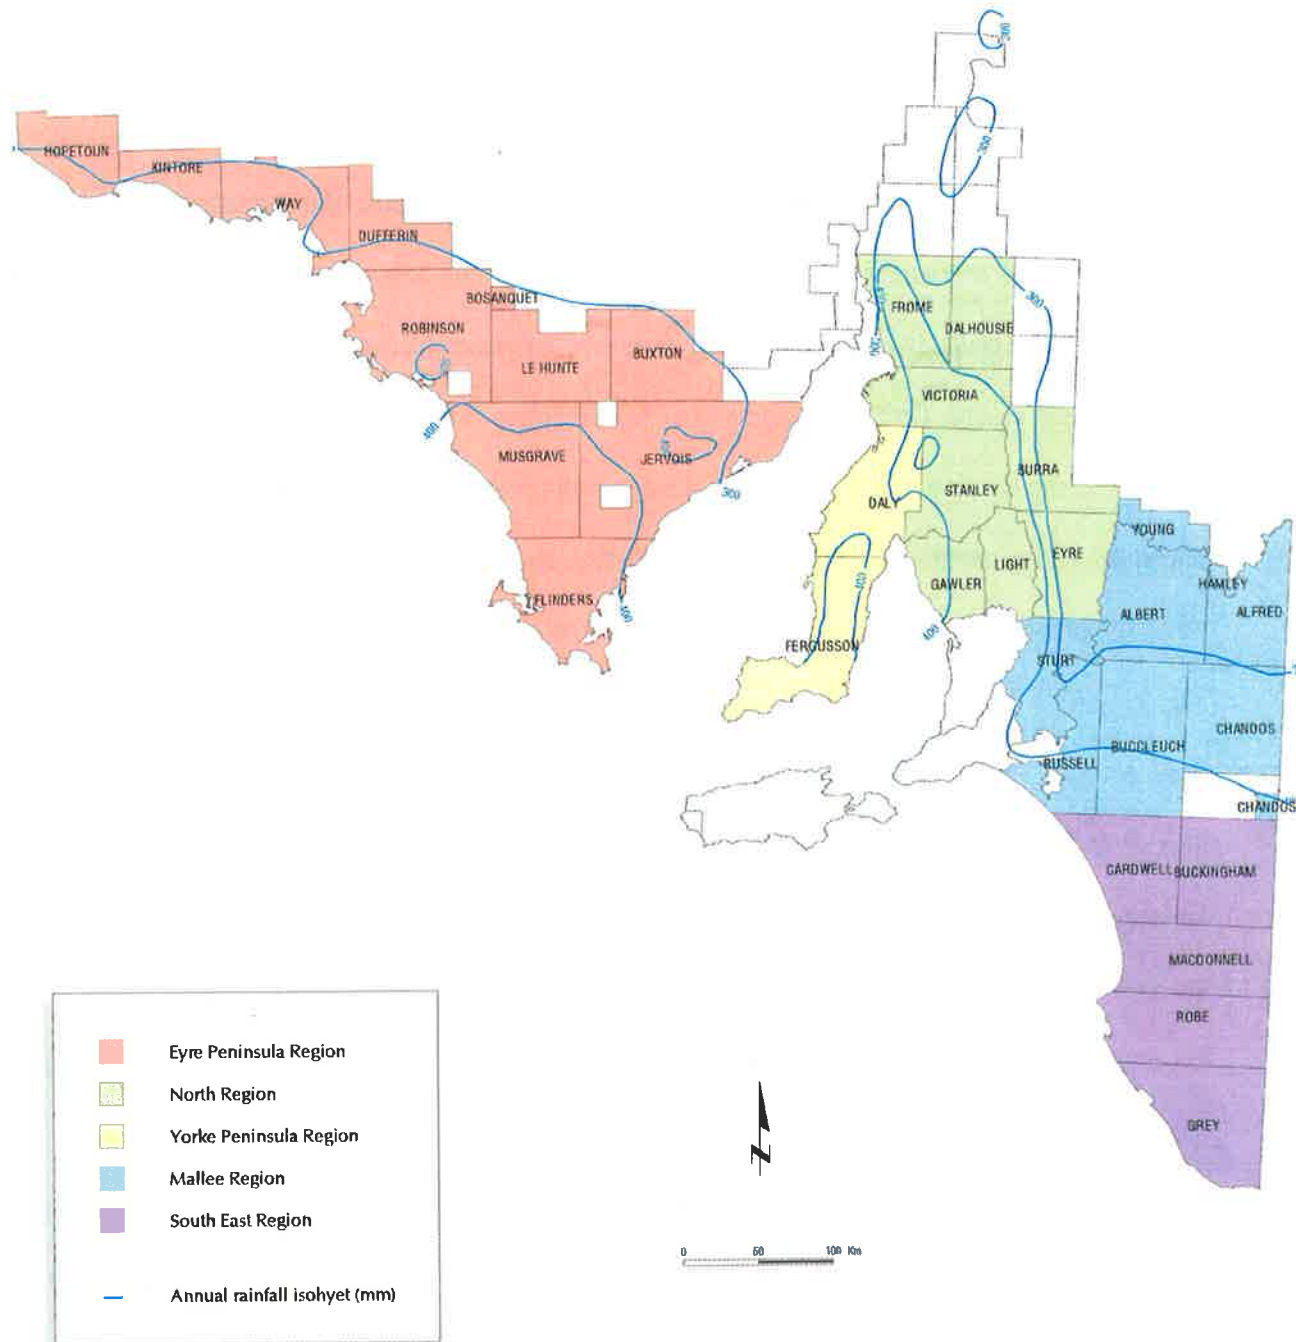 300
300
HOPETOUN
KINTORE
WAY
DUFFERIN
BOSANQUET
ROBINSON
LE HUNTE
BUXTON
400
MUSGRAVE
JERVOIS
300
FLINDERS
400
FROME
DALHOUSIE
300
300
VICTORIA
BURRA
STANLEY
DALY
YOUNG
EYRE
LIGHT
GAWLER
HAMLEY
ALBERT
ALFRED
400
400
FERGUSSON
STURT
CHANDOS
BUCCLEUCH
RUSSELL
CHANDOS
CARDWELL
BUCKINGHAM
MACDONNELL
ROBE
GREY
Eyre Peninsula Region
North Region
Yorke Peninsula Region
Mallee Region
South East Region
Annual rainfall isohyet (mm)
N
0 50 100 Km